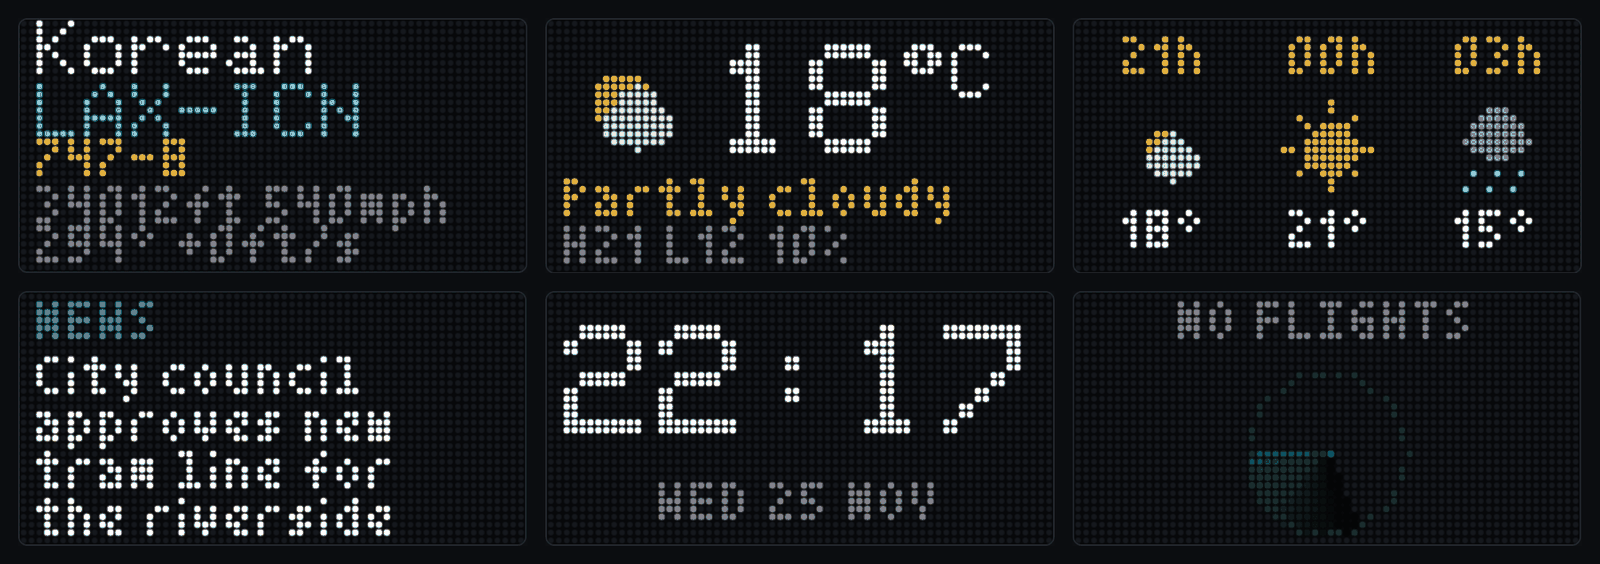 Korean
LAX-ICN
747-8
540mph
18°C
Partly cloudy
H21 L12 10%
21h 00h 03h
18° 21° 15°
NEWS
City council
approves new
tram line for
the riverside
22:17
WED 25 NOV
NO FLIGHTS